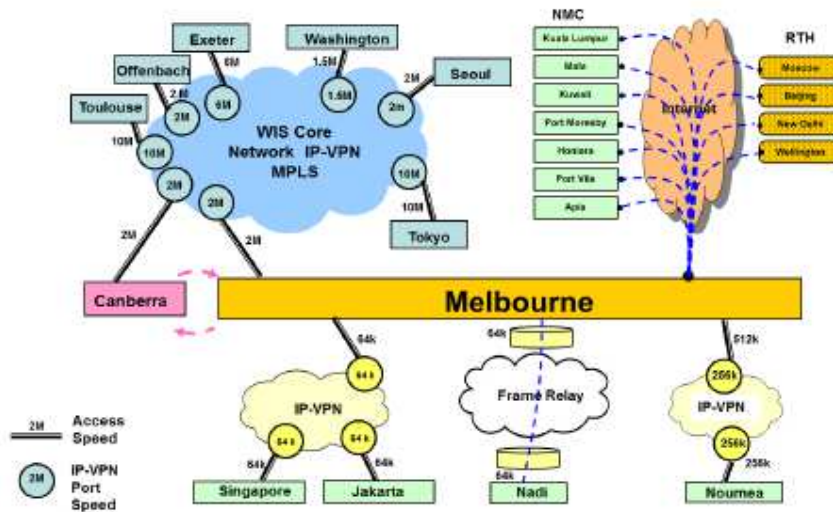 NMC
RTH
Exeter
Washington
Offenbach
Seoul
Toulouse
6M
1.5M
2M
2.M
10M
2M
6M
1.5M
2m
10M
2M
2M
10M
WIS Core
Network IP-VPN
MPLS
10M
Tokyo
2M
2M
Kuala Lumpur
Male
Kuwait
Port Moresby
Honiara
Port Vila
Apia
Internet
Moscow
Beijing
New Delhi
Wellington
Canberra
Melbourne
64k
64k
512k
64 k
IP-VPN
64 k
64 k
Frame Relay
256k
IP-VPN
256k
64k
64k
64k
256k
Singapore
Jakarta
Nadi
Noumea
2M
Access
Speed
2M
IP-VPN
Port
Speed